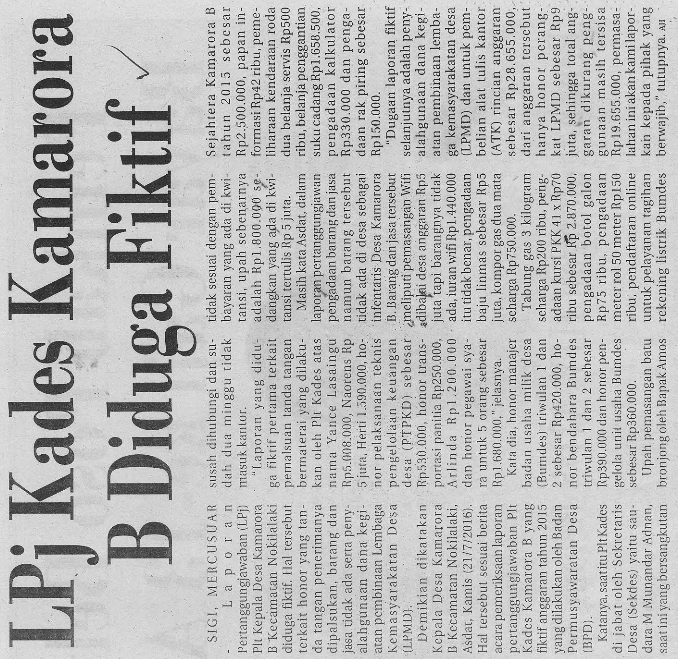 LPj Kades Kamarora
B Diduga Fiktif
SIGI, MERCUSUAR
- Laporan
Pertanggungjawaban (LPj)
Plt Kepala Desa Kamarora
B Kecamatan Nokilalaki
diduga fiktif. Hal tersebut
terkait honor yang tan-
da tangan penerimanya
dipalsukan, barang dan
jasa tidak ada serta peny-
alahgunaan dana kegi-
atan pembinaan Lembaga
Kemasyarakatan Desa
(LPMD).
Demikian dikatakan
Kepala Desa Kamarora
B Kecamatan Nokilalaki,
Asdat, Kamis (21/7/2016).
Hal tersebut sesuai berita
acara pemeriksaan laporan
pertanggungjawaban Plt
Kades Kamarora B yang
fiktif anggaran tahun 2015
yang dilakukan oleh Badan
Permusyawaratan Desa
(BPD).
Katanya, saat itu Plt Kades
di jabat oleh Sekretaris
Desa (Sekdes) yaitu sau-
dara M Munandar Adnan,
saat ini yang bersangkutan
susah dihubungi dan su-
dah dua minggu tidak
masuk kantor.
"Laporan yang didu-
ga fiktif pertama terkait
pemalsuan tanda tangan
bermaterai yang dilaku-
kan oleh Plt Kades atas
nama Yance Lasaingu
Rp5.008.000, Naotens Rp
5 juta, Herti 1.390.000, ho-
nor pelaksanaan teknis
pengelolaan keuangan
desa (PTPKD) sebesar
Rp530.000, honor trans-
portasi panitia Rp250.000,
Arlinda Rp1.200.000
dan honor pegawai sya-
ra untuk 5 orang sebesar
Rp1.680.000," jelasnya.
Kata dia, honor manajer
badan usaha milik desa
(Bumdes) triwulan 1 dan
2 sebesar Rp420.000, ho-
nor bendahara Bumdes
triwulan 1 dan 2 sebesar
Rp390.000 dan honor pen-
gelola unit usaha Bumdes
sebesar Rp360.000.
Upah pemasangan batu
bronjong oleh Bapak Amos
tidak sesuai dengan pem-
bayaran yang ada di kwi-
tansi, upah sebenarnya
adalah Rp1.800.000 se-
dangkan yang ada di kwi-
tansi tertulis Rp5 juta.
Masih kata Asdat, dalam
laporan pertanggungjawan
pengadaan barang dan jasa
namun barang tersebut
tidak ada di desa sebagai
infentaris Desa Kamarora
B. Barang dan jasa tersebut
meliputi pemasangan Wifi
dibalai desa anggaran Rp5
juta tapi barangnya tidak
ada, iuran wifi Rp1.440.000
itu tidak benar, pengadaan
baju linmas sebesar Rp5
juta, kompor gas dua mata
seharga Rp750.000.
Tabung gas 3 kilogram
seharga Rp200 ribu, peng-
adaan kursi PKK 41 x Rp70
ribu sebesar Rp 2.870.000,
pengadaan botol galon
Rp75 ribu, pengadaan
meter rol 50 meter Rp150
ribu, pendaftaran online
untuk pelayanan tagihan
rekening listrik Bumdes
Sejahtera Kamarora B
tahun 2015 sebesar
Rp2.500.000, papan in-
formasi Rp42 ribu, peme-
liharaan kendaraan roda
dua belanja servis Rp500
ribu, belanja penggantian
suku cadang Rp1.658.500,
pengadaan kalkulator
Rp330.000 dan penga-
daan rak piring sebesar
Rp150.000.
"Dugaan laporan fiktif
selanjutnya adalah peny-
alahgunaan dana kegi-
atan pembinaan lemba-
ga kemasyarakatan desa
(LPMD) dan untuk pem-
belian alat tulis kantor
(ATK) rincian anggaran
sebesar Rp28.655.000,
dari anggaran tersebut
hanya honor perang-
kat LPMD sebesar Rp9
juta, sehingga total ang-
garan dikurang peng-
gunaan masih tersisa
Rp19.655.000, permasa-
lahan ini akan kami lapor-
kan kepada pihak yang
berwajib," tutupnya. AJI